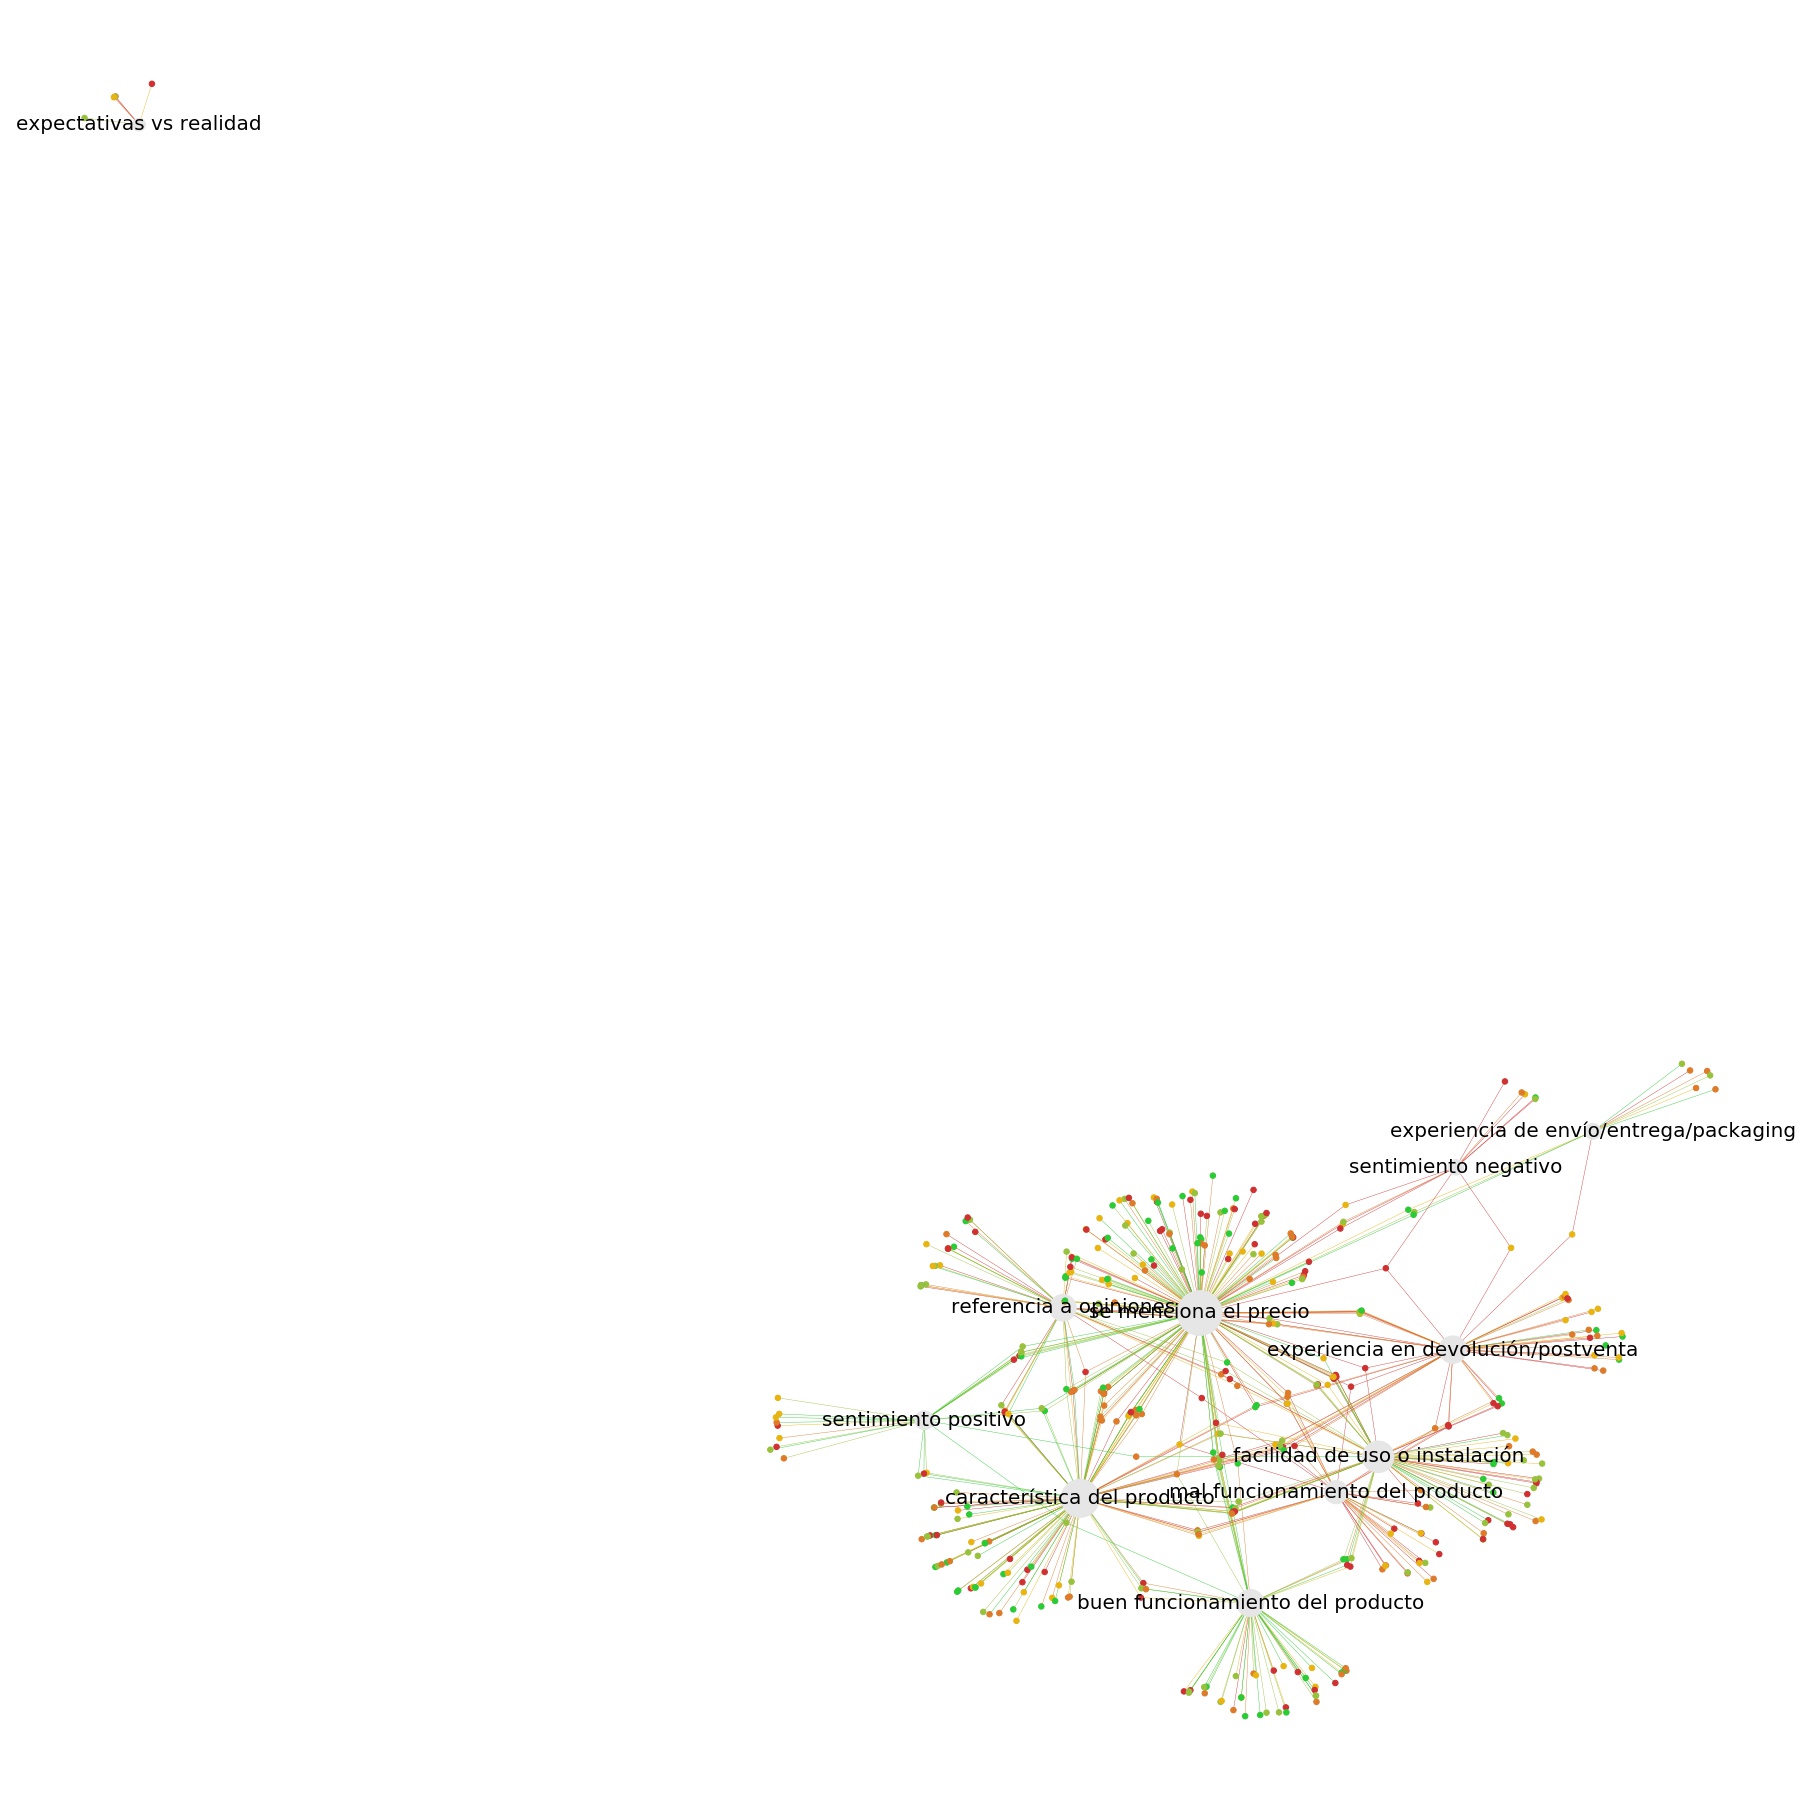 expectativas vs realidad
experiencia de envío/entrega/packaging
sentimiento negativo
referencia a opiniones
se menciona el precio
experiencia en devolución/postventa
sentimiento positivo
facilidad de uso o instalación
mal funcionamiento del producto
característica del producto
buen funcionamiento del producto